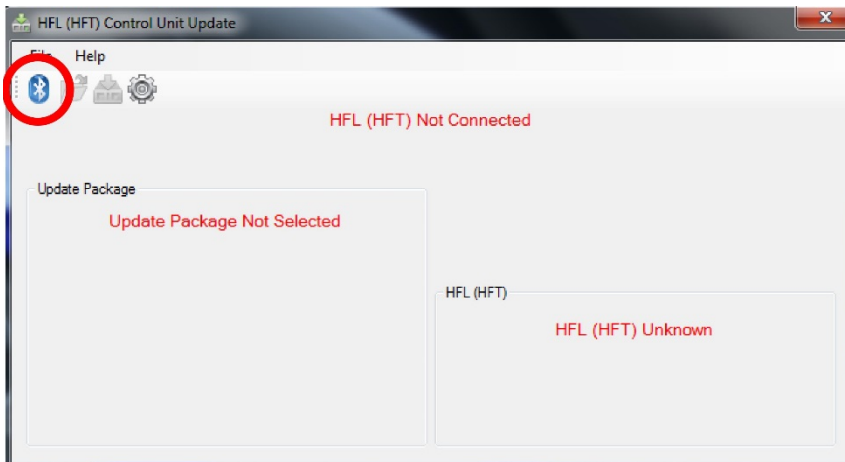 HFL (HFT) Control Unit Update
File Help
HFL (HFT) Not Connected
Update Package
Update Package Not Selected
HFL (HFT)
HFL (HFT) Unknown